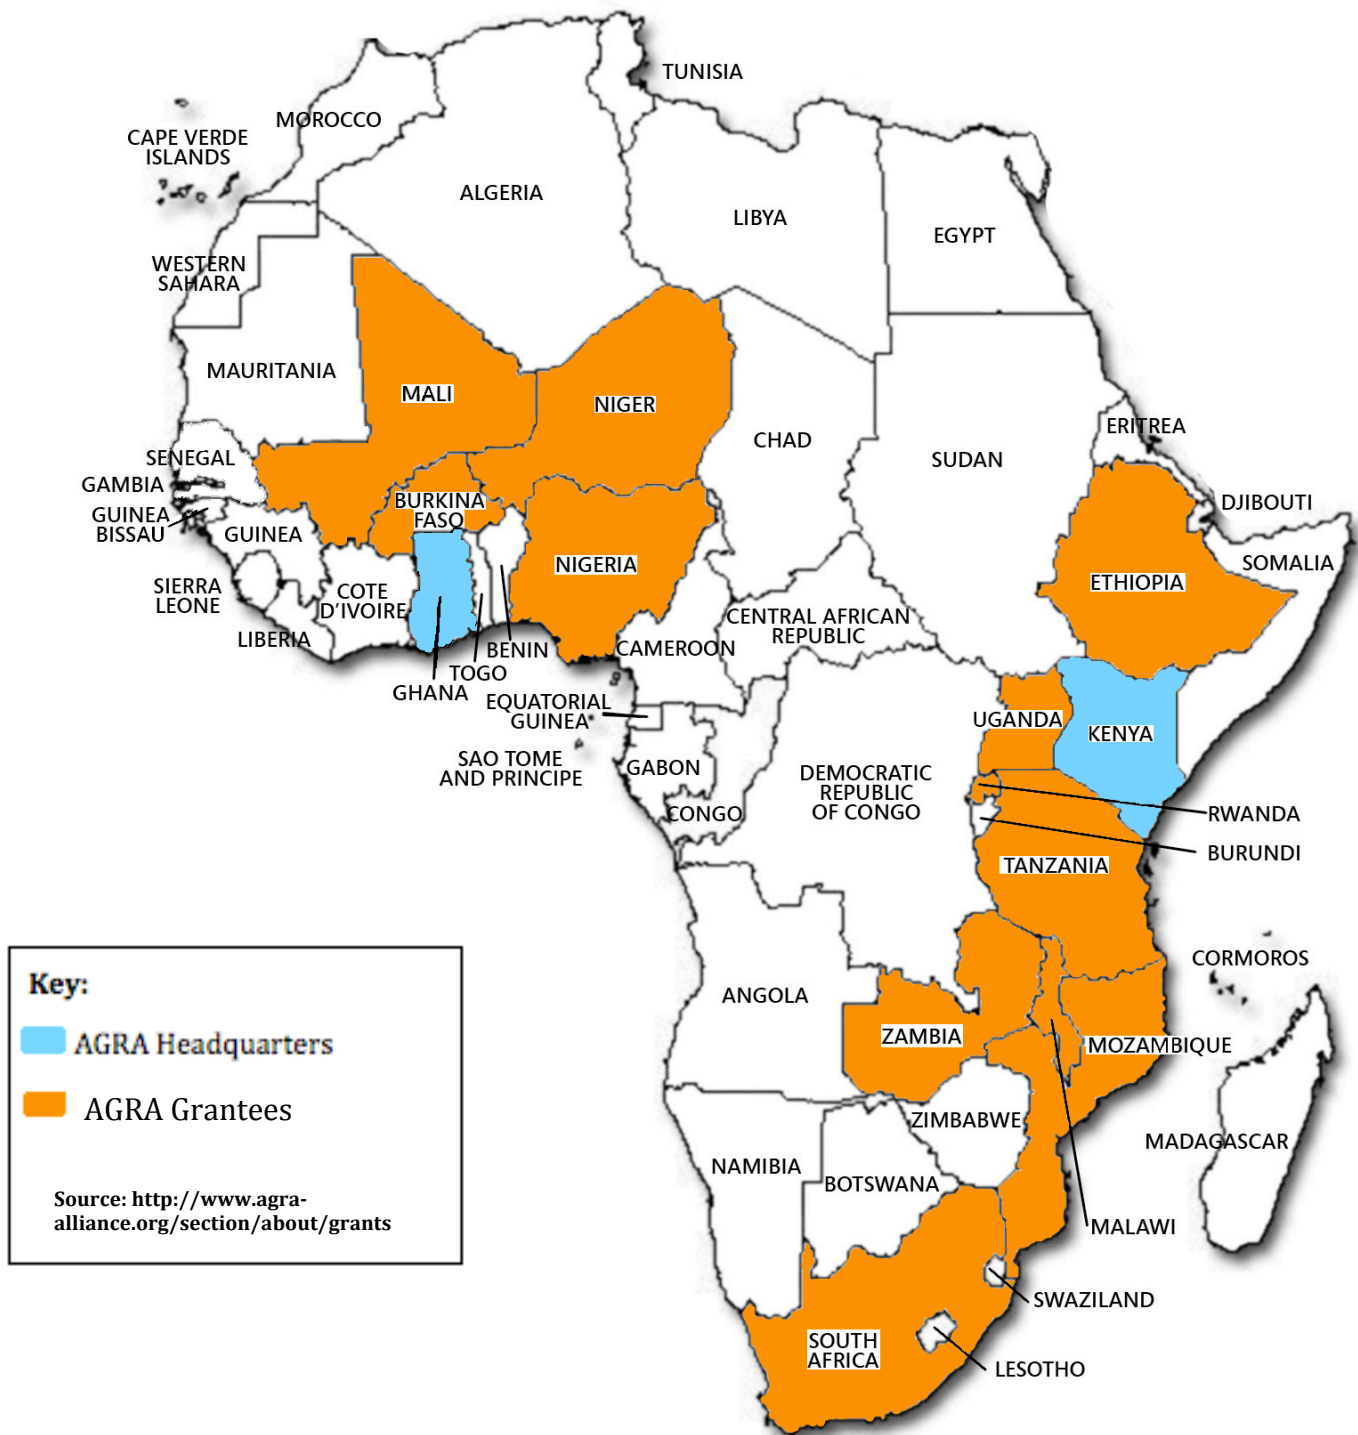 TUNISIA
MOROCCO
CAPE VERDE
ISLANDS
ALGERIA
LIBYA
EGYPT
WESTERN
SAHARA
MAURITANIA
MALI
NIGER
CHAD
SUDAN
ERITREA
SENEGAL
GAMBIA
GUINEA
BISSAU
GUINEA
BURKINA
FASO
DJIBOUTI
SOMALIA
NIGERIA
ETHIOPIA
SIERRA
LEONE
COTE
D'IVOIRE
LIBERIA
CENTRAL AFRICAN
REPUBLIC
BENIN
CAMEROON
TOGO
GHANA
EQUATORIAL
GUINEA
UGANDA
KENYA
SAO TOME
AND PRINCIPE
GABON
DEMOCRATIC
REPUBLIC
OF CONGO
CONGO
RWANDA
BURUNDI
TANZANIA
CORMOROS
ANGOLA
ZAMBIA
MOZAMBIQUE
ZIMBABWE
MADAGASCAR
NAMIBIA
BOTSWANA
MALAWI
SWAZILAND
SOUTH
AFRICA
LESOTHO
Key:
AGRA Headquarters
AGRA Grantees
Source: http://www.agra-
alliance.org/section/about/grants